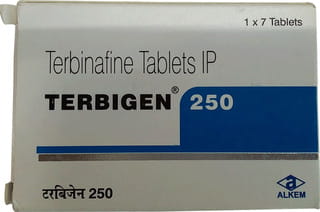 1 x 7 Tablets
Terbinafine Tablets IP
TERBIGEN® 250
टरबिजेन 250
ALKEM